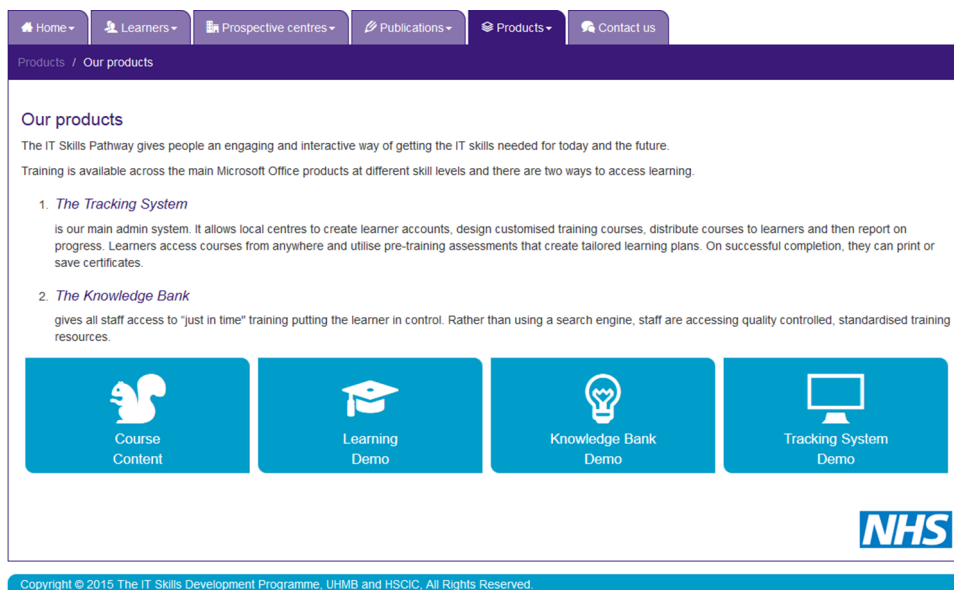 Home Learners Prospective centres Publications Products Contact us
Products / Our products
Our products
The IT Skills Pathway gives people an engaging and interactive way of getting the IT skills needed for today and the future.
Training is available across the main Microsoft Office products at different skill levels and there are two ways to access learning.
1. The Tracking System
is our main admin system. It allows local centres to create learner accounts, design customised training courses, distribute courses to learners and then report on
progress. Learners access courses from anywhere and utilise pre-training assessments that create tailored learning plans. On successful completion, they can print or
save certificates.
2. The Knowledge Bank
gives all staff access to “just in time" training putting the learner in control. Rather than using a search engine, staff are accessing quality controlled, standardised training
resources.
Course Learning Knowledge Bank Tracking System
Content Demo Demo Demo
NHS
Copyright © 2015 The IT Skills Development Programme, UHMB and HSCIC, All Rights Reserved.